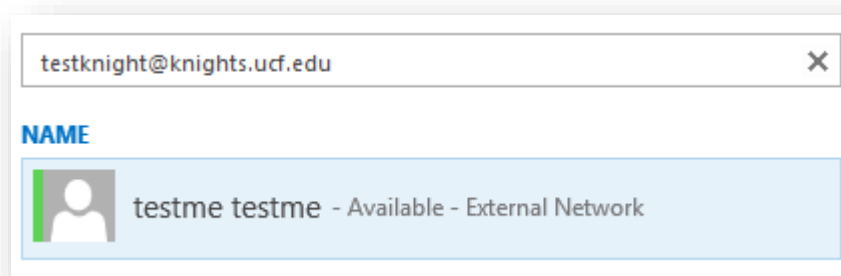 testknight@knights.ucf.edu
NAME
testme testme - Available - External Network